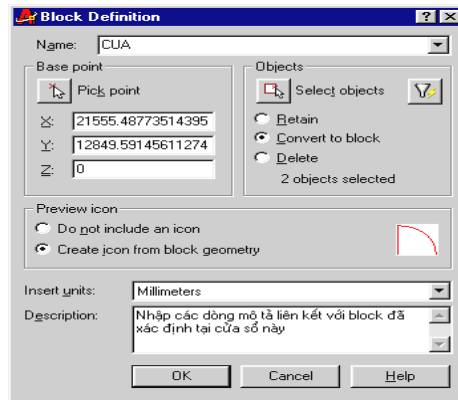 Block Definition
Name: CUA
Base point
Pick point
X: 21555.48773514395
Y: 12849.59145611274
Z: 0
Objects
Select objects
Retain
Convert to block
Delete
2 objects selected
Preview icon
Do not include an icon
Create icon from block geometry
Insert units: Millimeters
Description: Nhập các dòng mô tả liên kết với block đã
xác định tại cửa sổ này
OK Cancel Help